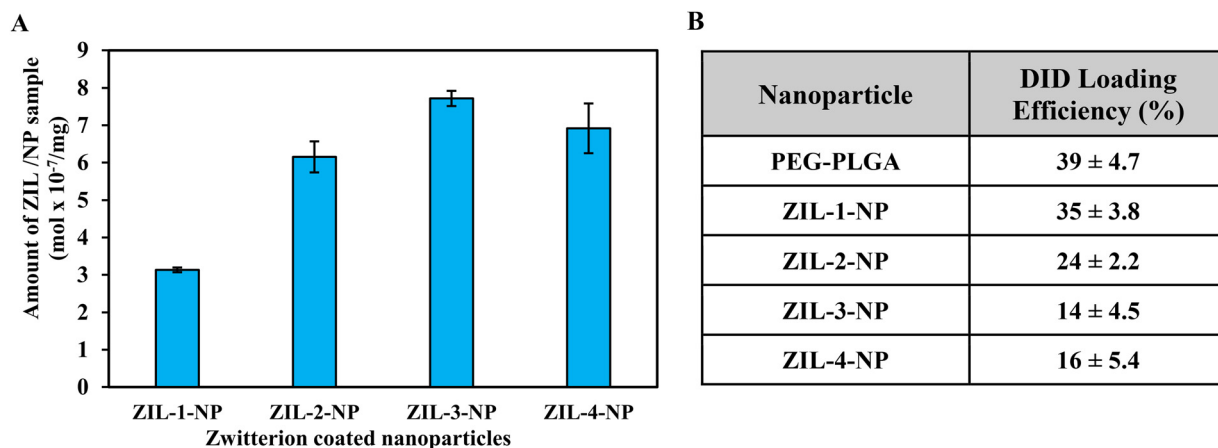 A
Amount of ZIL /NP sample
(mol x 10⁻⁷/mg)
9
8
7
6
5
4
3
2
1
0
ZIL-1-NP ZIL-2-NP ZIL-3-NP ZIL-4-NP
Zwitterion coated nanoparticles
B
Nanoparticle
DID Loading
Efficiency (%)
PEG-PLGA 39 ± 4.7
ZIL-1-NP 35 ± 3.8
ZIL-2-NP 24 ± 2.2
ZIL-3-NP 14 ± 4.5
ZIL-4-NP 16 ± 5.4